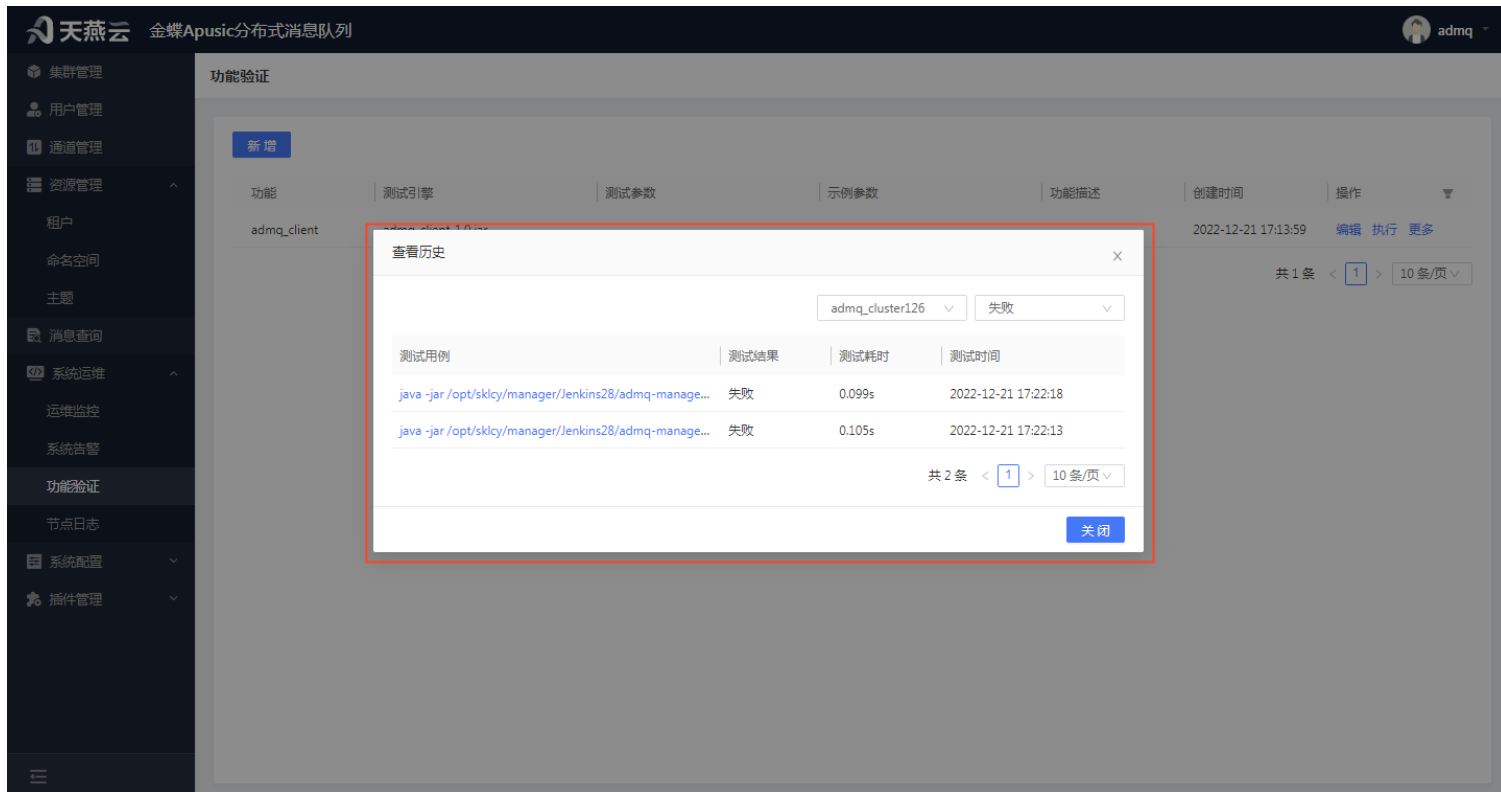 天燕云 金蝶Apusic分布式消息队列 admq
集群管理
用户管理
通道管理
资源管理
租户
命名空间
主题
消息查询
系统运维
运维监控
系统告警
功能验证
节点日志
系统配置
插件管理
功能验证
新 增
功能 测试引擎 测试参数 示例参数 功能描述 创建时间 操作
admq_client admq_client-1.0.jar 2022-12-21 17:13:59 编辑 执行 更多
共 1 条 < 1 > 10 条/页
查看历史
admq_cluster126 失败
测试用例 测试结果 测试耗时 测试时间
java -jar /opt/sklcy/manager/Jenkins28/admq-manage... 失败 0.099s 2022-12-21 17:22:18
java -jar /opt/sklcy/manager/Jenkins28/admq-manage... 失败 0.105s 2022-12-21 17:22:13
共 2 条 < 1 > 10 条/页
关 闭